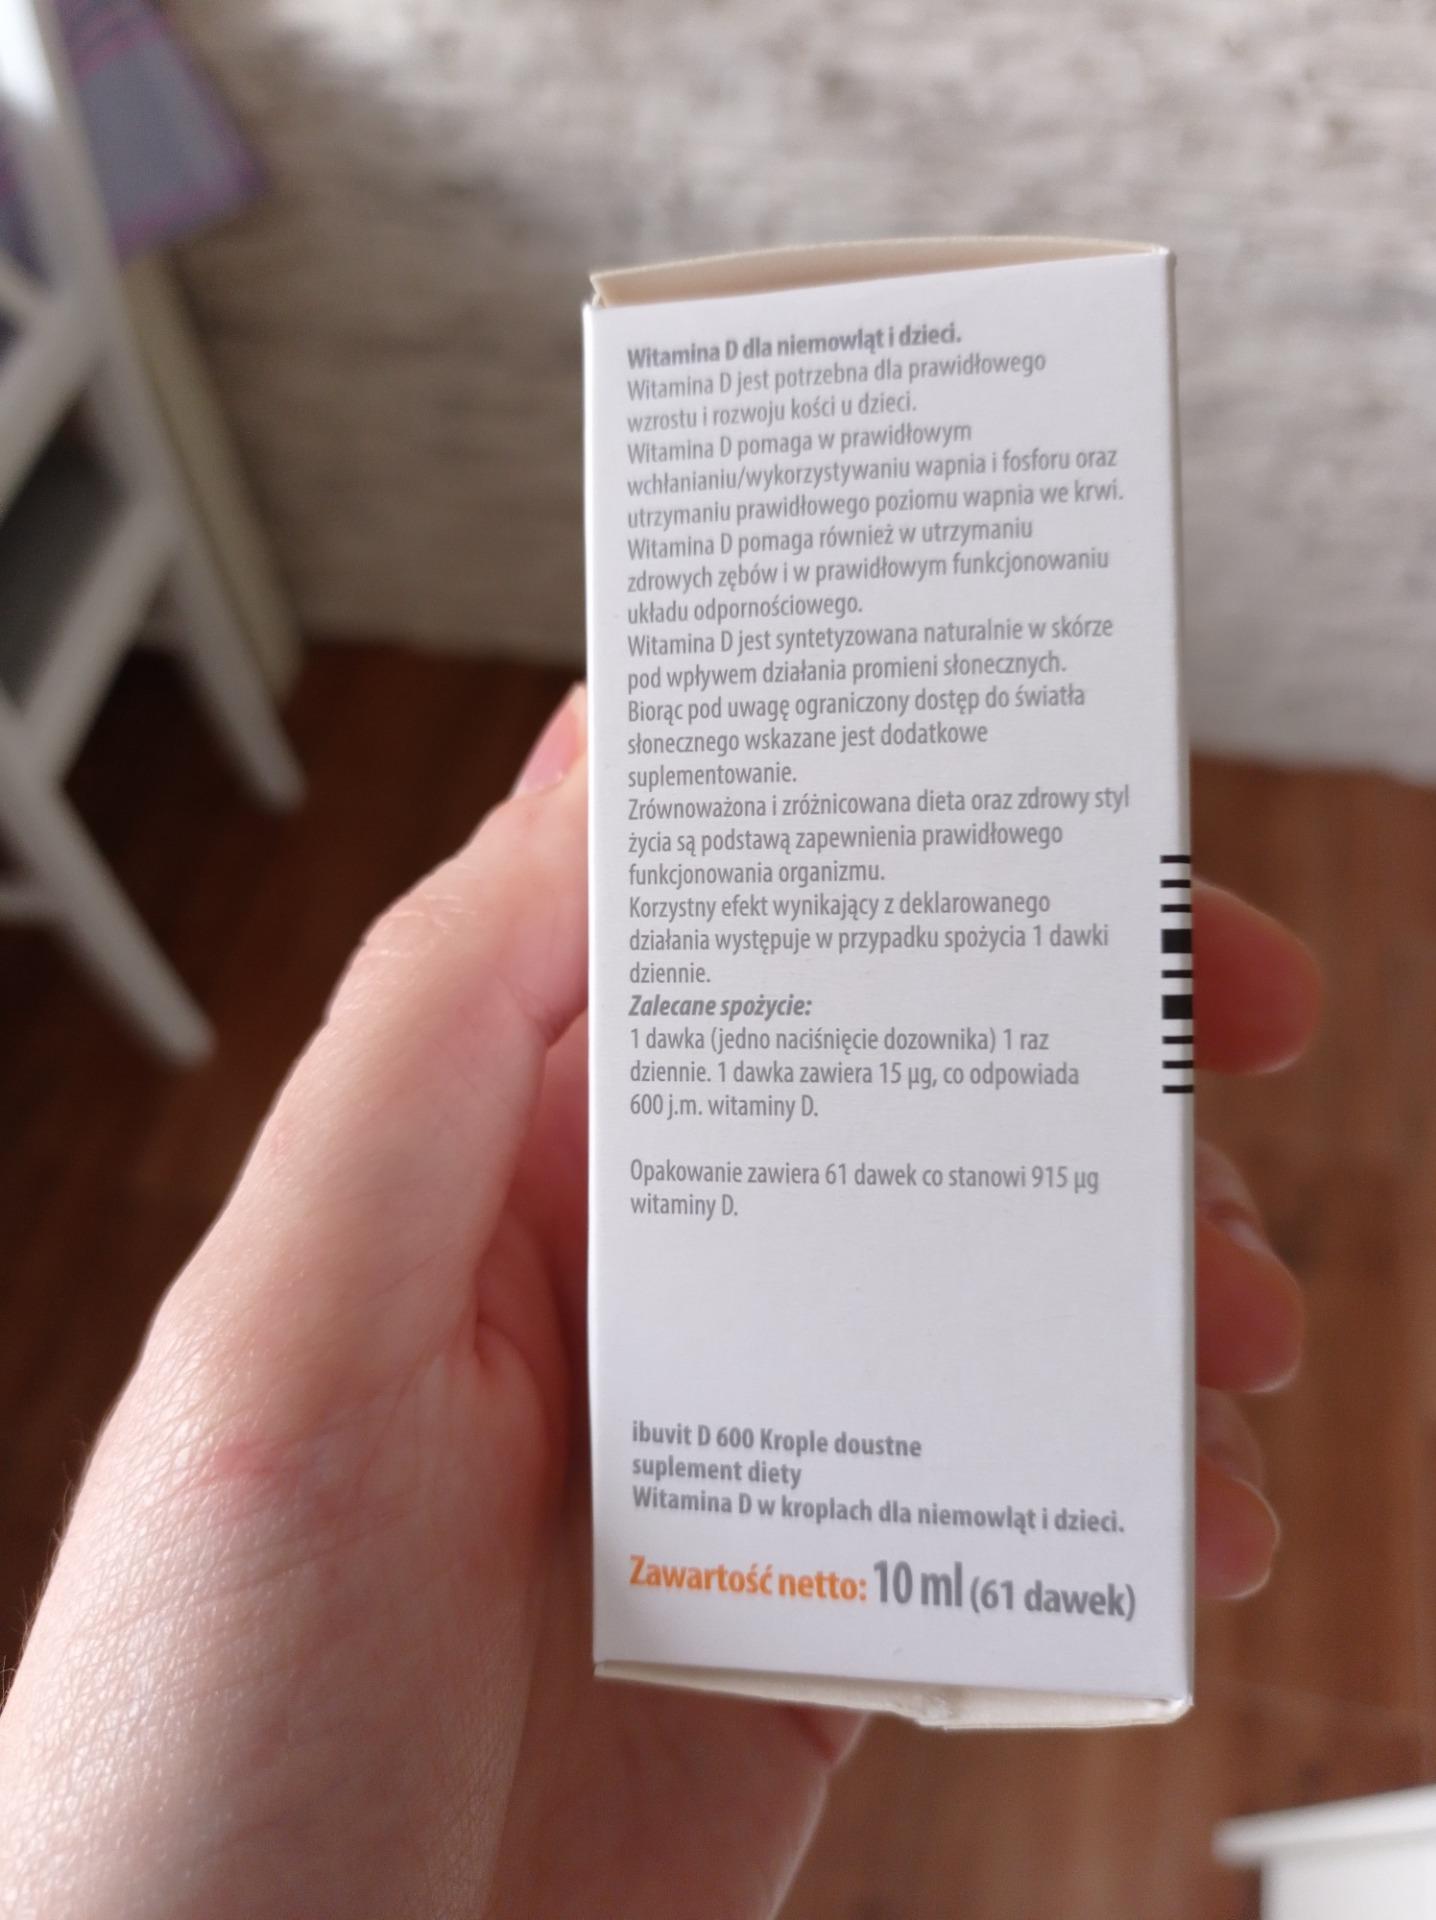 Witamina D dla niemowląt i dzieci.
Witamina D jest potrzebna dla prawidłowego
wzrostu i rozwoju kości u dzieci.
Witamina D pomaga w prawidłowym
wchłanianiu/wykorzystywaniu wapnia i fosforu oraz
utrzymaniu prawidłowego poziomu wapnia we krwi.
Witamina D pomaga również w utrzymaniu
zdrowych zębów i w prawidłowym funkcjonowaniu
układu odpornościowego.
Witamina D jest syntetyzowana naturalnie w skórze
pod wpływem działania promieni słonecznych.
Biorąc pod uwagę ograniczony dostęp do światła
słonecznego wskazane jest dodatkowe
suplementowanie.
Zrównoważona i zróżnicowana dieta oraz zdrowy styl
życia są podstawą zapewnienia prawidłowego
funkcjonowania organizmu.
Korzystny efekt wynikający z deklarowanego
działania występuje w przypadku spożycia 1 dawki
dziennie.
Zalecane spożycie:
1 dawka (jedno naciśnięcie dozownika) 1 raz
dziennie. 1 dawka zawiera 15 µg, co odpowiada
600 j.m. witaminy D.
Opakowanie zawiera 61 dawek co stanowi 915 µg
witaminy D.
ibuvit D 600 Krople doustne
suplement diety
Witamina D w kroplach dla niemowląt i dzieci.
Zawartość netto: 10 ml (61 dawek)